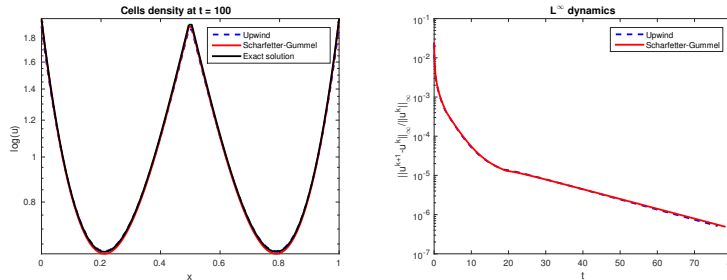 Cells density at t = 100
Upwind
Scharfetter-Gummel
Exact solution
1.8
1.6
1.4
1.2
1
0.8
log(u)
0
0.2
0.4
0.6
0.8
1
x
L∞ dynamics
Upwind
Scharfetter-Gummel
10-1
10-2
10-3
10-4
10-5
10-6
10-7
||uk+1-uk||∞/||uk||∞
0
10
20
30
40
50
60
70
t